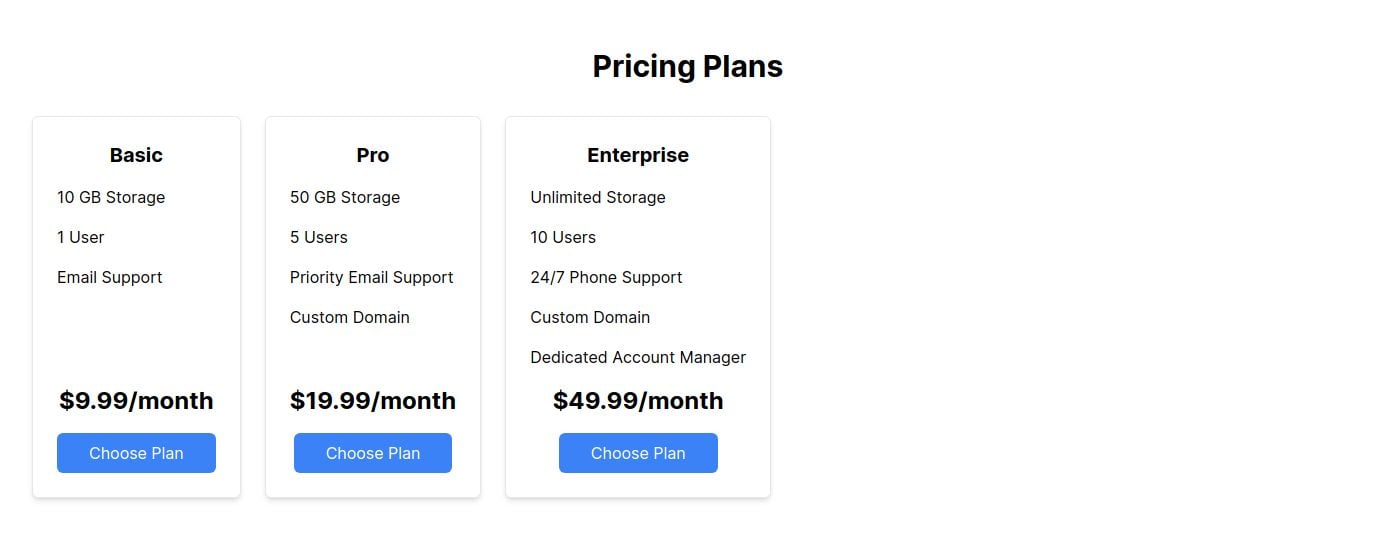 Pricing Plans
Basic
10 GB Storage
1 User
Email Support
$9.99/month
Choose Plan
Pro
50 GB Storage
5 Users
Priority Email Support
Custom Domain
$19.99/month
Choose Plan
Enterprise
Unlimited Storage
10 Users
24/7 Phone Support
Custom Domain
Dedicated Account Manager
$49.99/month
Choose Plan